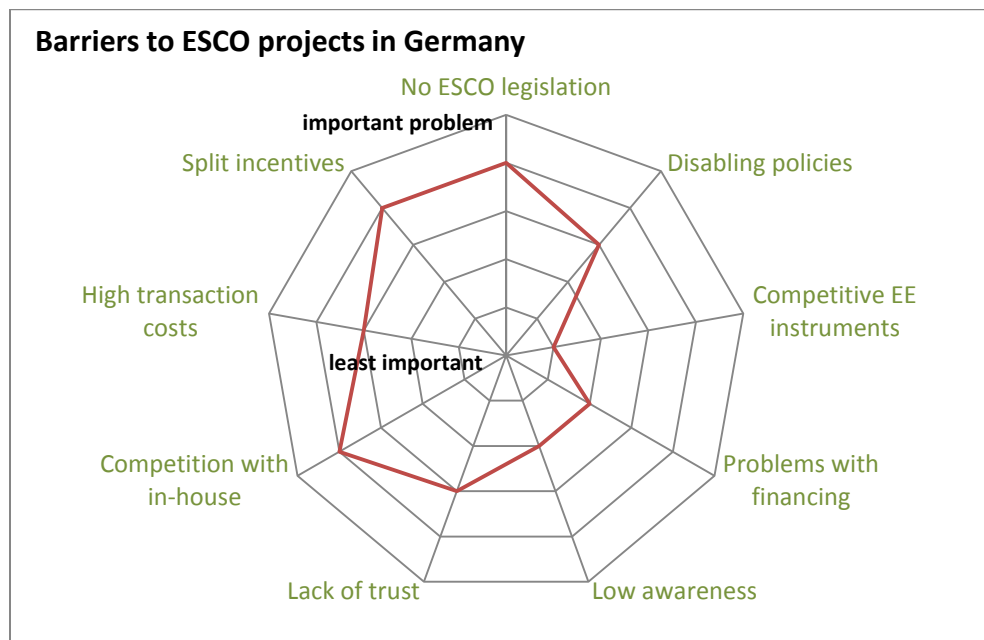 Barriers to ESCO projects in Germany
No ESCO legislation
important problem
Split incentives
Disabling policies
High transaction
costs
Competitive EE
instruments
least important
Competition with
in-house
Problems with
financing
Lack of trust
Low awareness